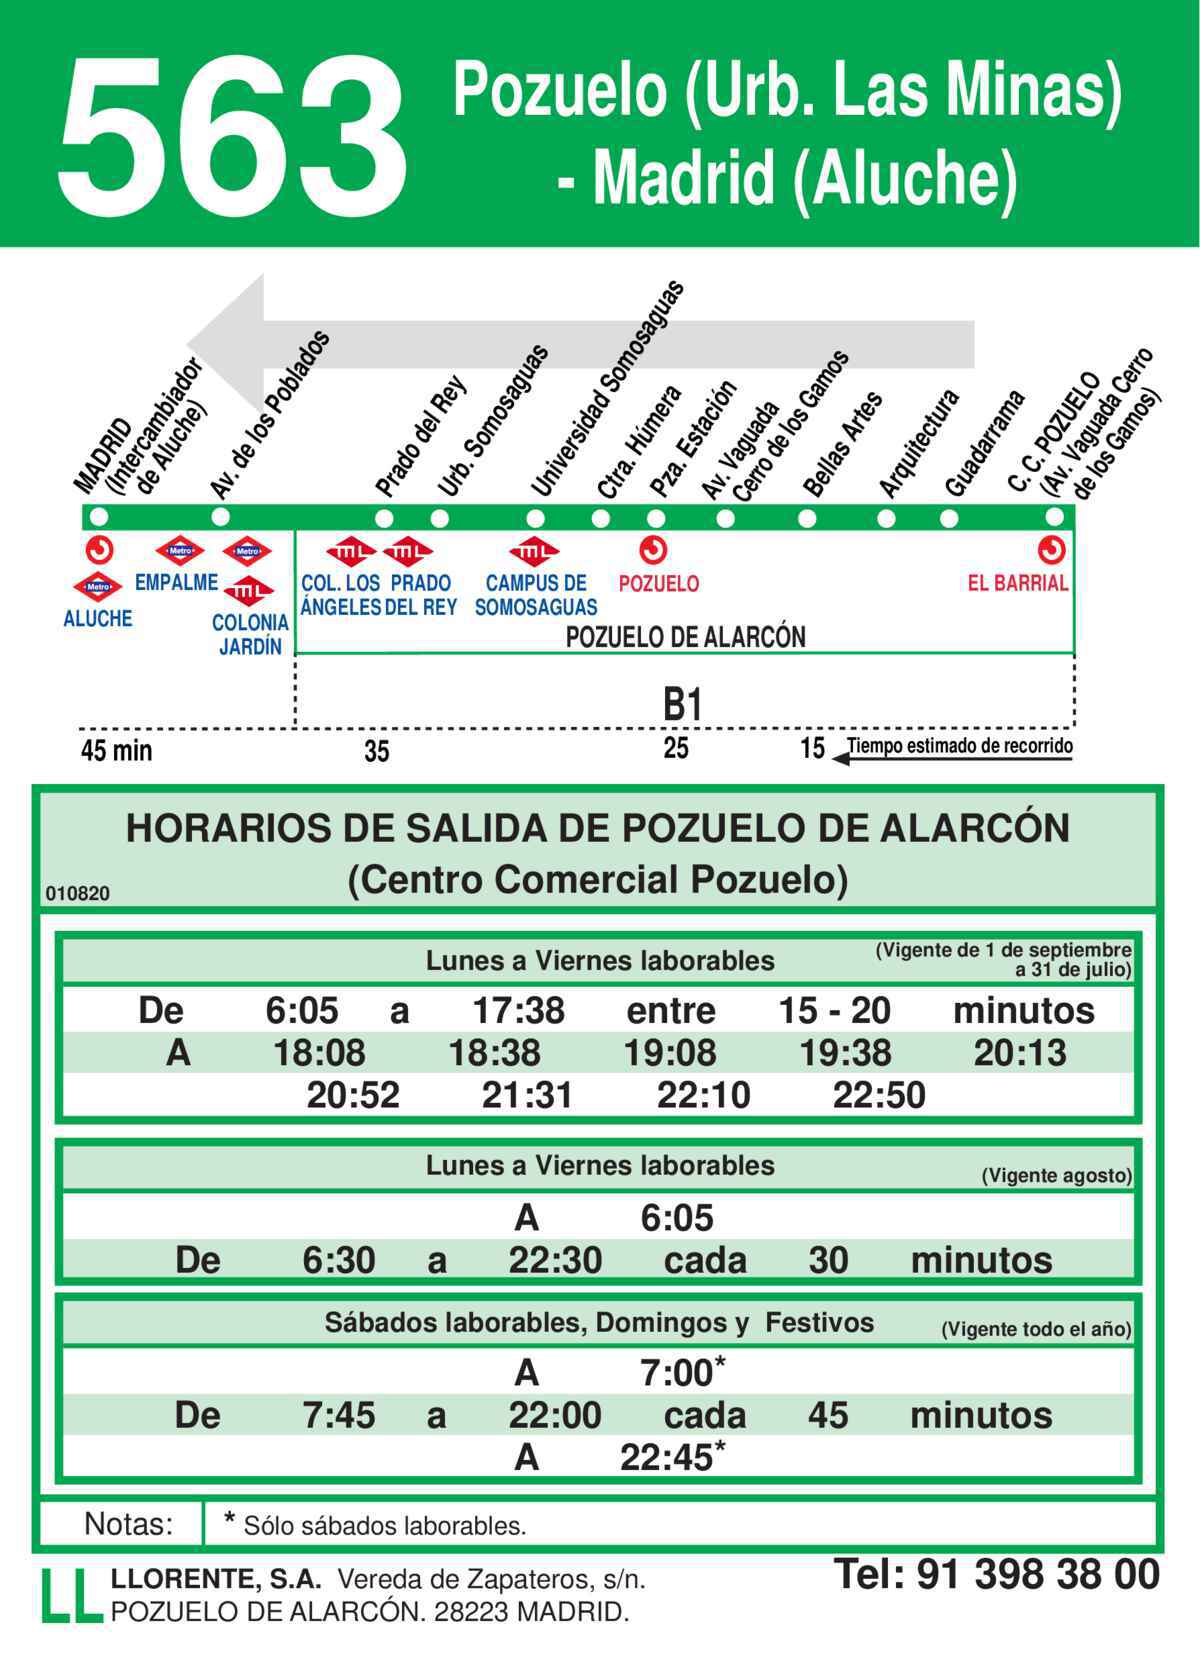 563
Pozuelo (Urb. Las Minas)
- Madrid (Aluche)
MADRID
(Intercambiador
de Aluche)
Av. de los Poblados
Prado del Rey
Urb. Somosaguas
Universidad Somosaguas
Ctra. Húmera
Pza. Estación
Av. Vaguada
Cerro de los Gamos
Bellas Artes
Arquitectura
Guadarrama
C. C. POZUELO
(Av. Vaguada Cerro
de los Gamos)
Metro
Metro
ML
ML
ML
Metro
ML
ALUCHE
EMPALME
COLONIA
JARDÍN
COL. LOS
ÁNGELES
PRADO
DEL REY
CAMPUS DE
SOMOSAGUAS
POZUELO
EL BARRIAL
POZUELO DE ALARCÓN
B1
45 min
35
25
15
Tiempo estimado de recorrido
HORARIOS DE SALIDA DE POZUELO DE ALARCÓN
(Centro Comercial Pozuelo)
010820
Lunes a Viernes laborables
(Vigente de 1 de septiembre
a 31 de julio)
De 6:05 a 17:38 entre 15 - 20 minutos
A 18:08 18:38 19:08 19:38 20:13
20:52 21:31 22:10 22:50
Lunes a Viernes laborables (Vigente agosto)
A 6:05
De 6:30 a 22:30 cada 30 minutos
Sábados laborables, Domingos y Festivos (Vigente todo el año)
A 7:00*
De 7:45 a 22:00 cada 45 minutos
A 22:45*
Notas: * Sólo sábados laborables.
LL
LLORENTE, S.A. Vereda de Zapateros, s/n.
POZUELO DE ALARCÓN. 28223 MADRID.
Tel: 91 398 38 00